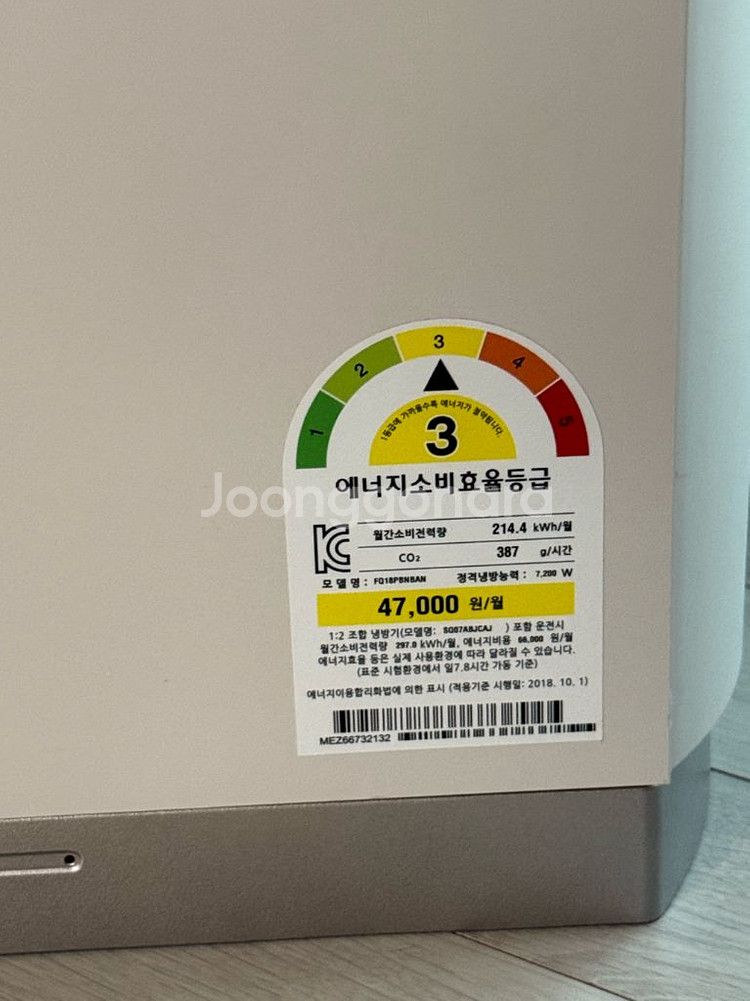 1 2 3 4 5
1등급에 가까울수록 에너지가 절약됩니다.
3
에너지소비효율등급
Joonggonara
월간소비전력량 214.4 kWh/월
CO₂ 387 g/시간
모델명 : FQ18PBNBAN 정격냉방능력 : 7,200 W
47,000 원/월
1:2 조합 냉방기(모델명: SQ07ABJCAJ ) 포함 운전시
월간소비전력량 297.0 kWh/월, 에너지비용 66,000 원/월
에너지효율 등은 실제 사용환경에 따라 달라질 수 있습니다.
(표준 시험환경에서 일7.8시간 가동 기준)
에너지이용합리화법에 의한 표시 (적용기준 시행일: 2018. 10. 1)
MEZ66732132